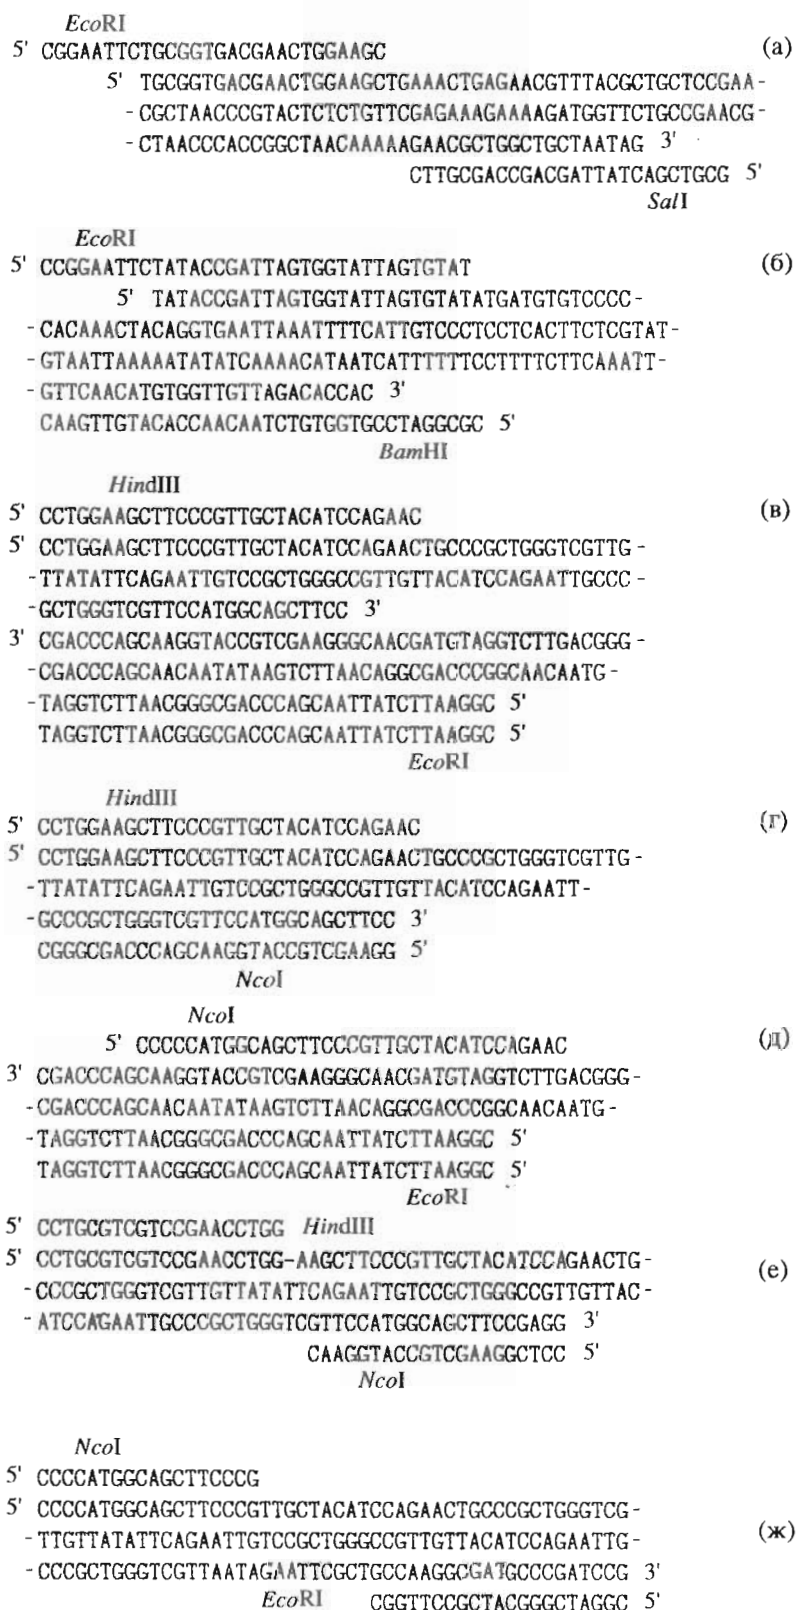 EcoRI
5' CGGAATTCTGCGGTGACGAACTGGAAGC (а)
5' TGCGGTGACGAACTGGAAGCTGAAACTGAGAACGTTTACGCTGCTCCGAA-
-CGCTAACCCGTACTCTCTGTTCGAGAAAGAAAAGATGGTTCTGCCGAACG-
-CTAACCCACCGGCTAACAAAAAGAACGCTGGCTGCTAATAG 3'
CTTGCGACCGACGATTATCAGCTGCG 5'
SalI
EcoRI
5' CCGGAATTCTATACCGATTAGTGGTATTAGTGTAT (б)
5' TATACCGATTAGTGGTATTAGTGTATATGATGTGTCCCC-
-CACAAACTACAGGTGAATTAAATTTTCATTGTCCCTCCTCACTTCTCGTAT-
-GTAATTAAAAATATATCAAAACATAATCATTTTTTCCTTTTCTTCAAATT-
-GTTCAACATGTGGTTGTTAGACACCAC 3'
CAAGTTGTACACCAACAATCTGTGGTGCCTAGGCGC 5'
BamHI
HindIII
5' CCTGGAAGCTTCCCGTTGCTACATCCAGAAC (в)
5' CCTGGAAGCTTCCCGTTGCTACATCCAGAACTGCCCGCTGGGTCGTTG-
-TTATATTCAGAATTGTCCGCTGGGCCGTTGTTACATCCAGAATTGCCC-
-GCTGGGTCGTTCCATGGCAGCTTCC 3'
3' CGACCCAGCAAGGTACCGTCGAAGGGCAACGATGTAGGTCTTGACGGG-
-CGACCCAGCAACAATATAAGTCTTAACAGGCGACCCGGCAACAATG-
-TAGGTCTTAACGGGCGACCCAGCAATTATCTTAAGGC 5'
TAGGTCTTAACGGGCGACCCAGCAATTATCTTAAGGC 5'
EcoRI
HindIII
5' CCTGGAAGCTTCCCGTTGCTACATCCAGAAC (г)
5' CCTGGAAGCTTCCCGTTGCTACATCCAGAACTGCCCGCTGGGTCGTTG-
-TTATATTCAGAATTGTCCGCTGGGCCGTTGTTACATCCAGAATT-
-GCCCGCTGGGTCGTTCCATGGCAGCTTCC 3'
CGGGCGACCCAGCAAGGTACCGTCGAAGG 5'
NcoI
NcoI
5' CCCCCATGGCAGCTTCCCGTTGCTACATCCAGAAC (д)
3' CGACCCAGCAAGGTACCGTCGAAGGGCAACGATGTAGGTCTTGACGGG-
-CGACCCAGCAACAATATAAGTCTTAACAGGCGACCCGGCAACAATG-
-TAGGTCTTAACGGGCGACCCAGCAATTATCTTAAGGC 5'
TAGGTCTTAACGGGCGACCCAGCAATTATCTTAAGGC 5'
EcoRI
5' CCTGCGTCGTCCGAACCTGG HindIII
5' CCTGCGTCGTCCGAACCTGG-AAGCTTCCCGTTGCTACATCCAGAACTG-
-CCCGCTGGGTCGTTGTTATATTCAGAATTGTCCGCTGGGCCGTTGTTAC- (е)
-ATCCAGAATTGCCCGCTGGGTCGTTCCATGGCAGCTTCCGAGG 3'
CAAGGTACCGTCGAAGGCTCC 5'
NcoI
NcoI
5' CCCCATGGCAGCTTCCCG
5' CCCCATGGCAGCTTCCCGTTGCTACATCCAGAACTGCCCGCTGGGTCG-
-TTGTTATATTCAGAATTGTCCGCTGGGCCGTTGTTACATCCAGAATTG- (ж)
-CCCGCTGGGTCGTTAATAGAATTCGCTGCCAAGGCGATGCCCGATCCG 3'
EcoRI CGGTTCCGCTACGGGCTAGGC 5'